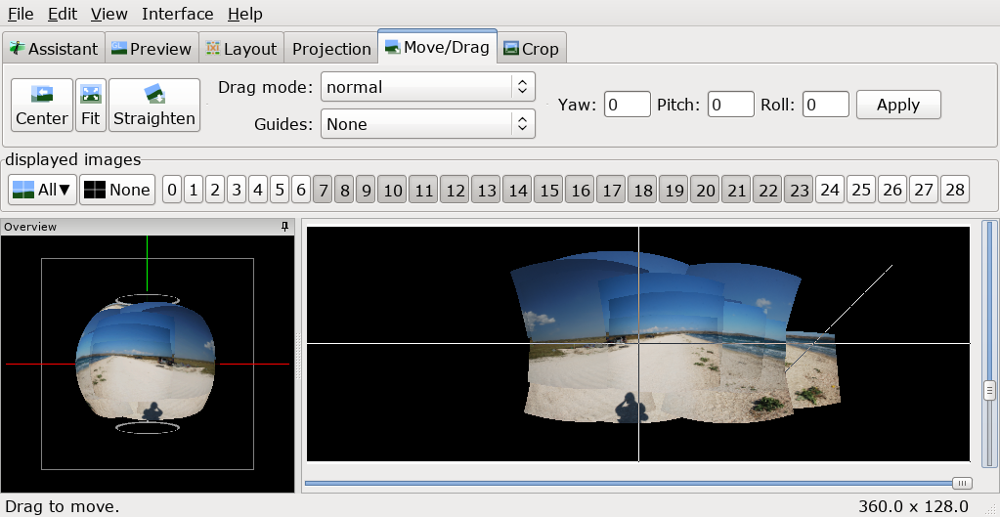 File Edit View Interface Help
Assistant Preview Layout Projection Move/Drag Crop
Center Fit Straighten
Drag mode: normal
Guides: None
Yaw: 0 Pitch: 0 Roll: 0 Apply
displayed images
All▼ None 0 1 2 3 4 5 6 7 8 9 10 11 12 13 14 15 16 17 18 19 20 21 22 23 24 25 26 27 28
Overview
Drag to move. 360.0 x 128.0